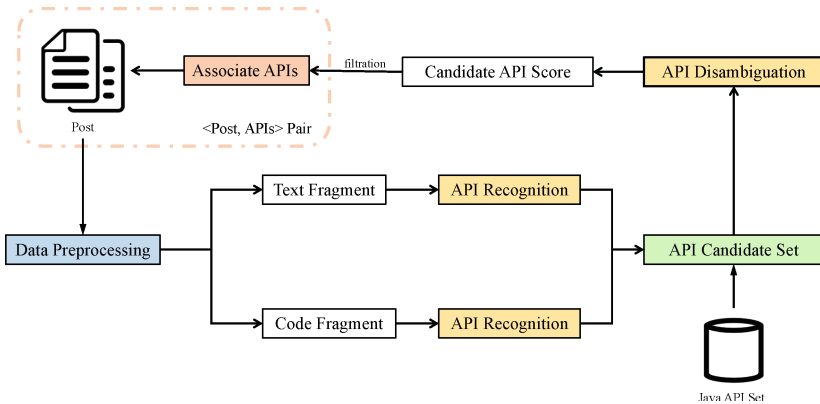 Associate APIs
filtration
Candidate API Score
API Disambiguation
Post
<Post, APIs> Pair
Text Fragment
API Recognition
Data Preprocessing
API Candidate Set
Code Fragment
API Recognition
Java API Set